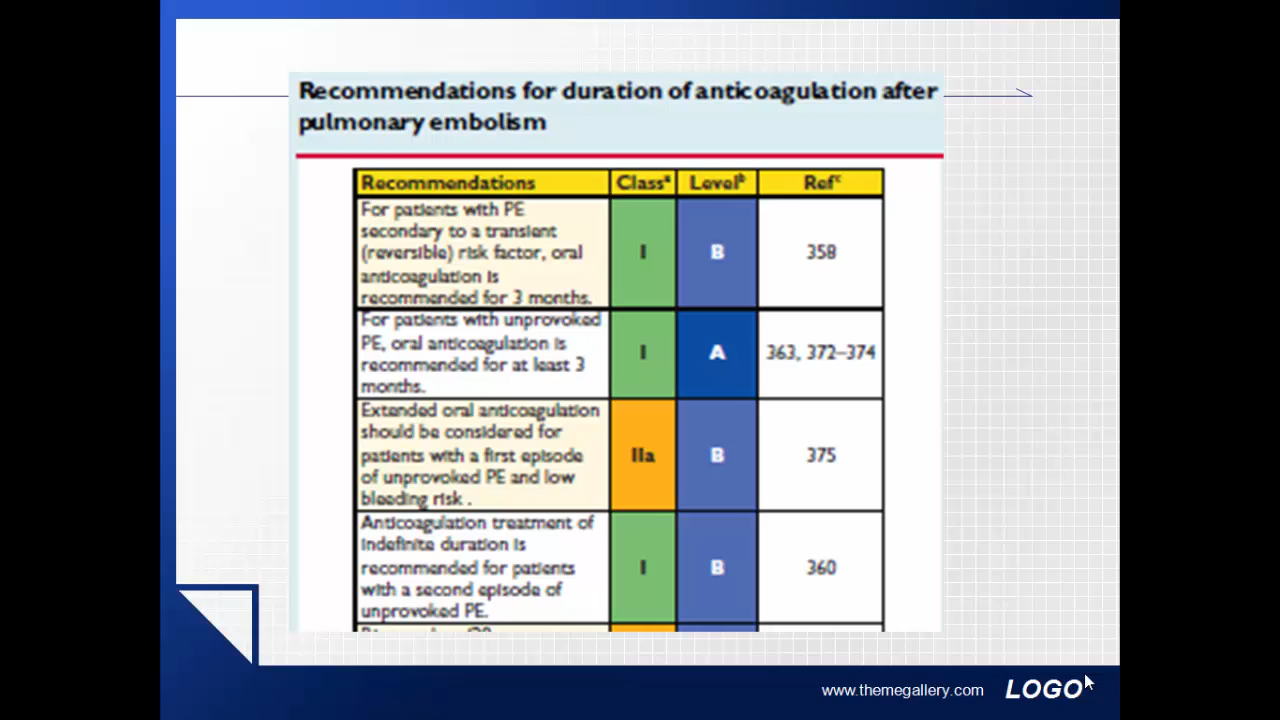 Recommendations for duration of anticoagulation after
pulmonary embolism
Recommendations Classᵃ Levelᵇ Refᶜ
For patients with PE
secondary to a transient
(reversible) risk factor, oral
anticoagulation is
recommended for 3 months.
I B 358
For patients with unprovoked
PE, oral anticoagulation is
recommended for at least 3
months.
I A 363, 372–374
Extended oral anticoagulation
should be considered for
patients with a first episode
of unprovoked PE and low
bleeding risk .
IIa B 375
Anticoagulation treatment of
indefinite duration is
recommended for patients
with a second episode of
unprovoked PE.
I B 360
www.themegallery.com LOGO